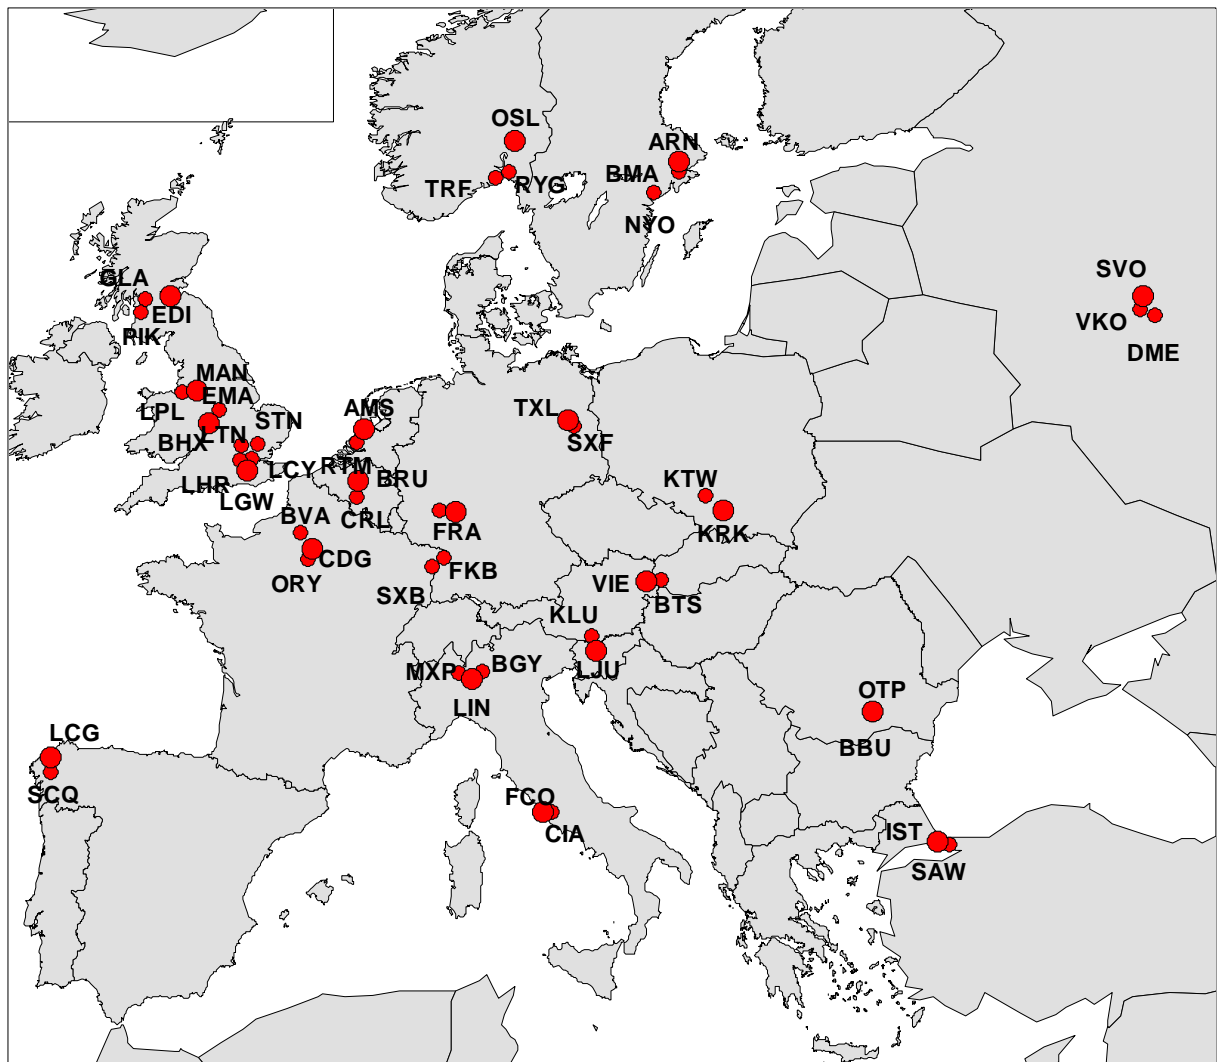 OSL
ARN
TRF
RYG
BMA
NYO
GLA
EDI
PIK
SVO
VKO
DME
MAN
LPL
EMA
BHX
LTN
STN
LHR
LCY
LGW
AMS
RTM
BRU
CRL
TXL
SXF
KTW
KRK
FRA
BVA
CDG
ORY
SXB
FKB
VIE
BTS
KLU
LJU
MXP
BGY
LIN
OTP
BBU
LCG
SCQ
FCO
CIA
IST
SAW